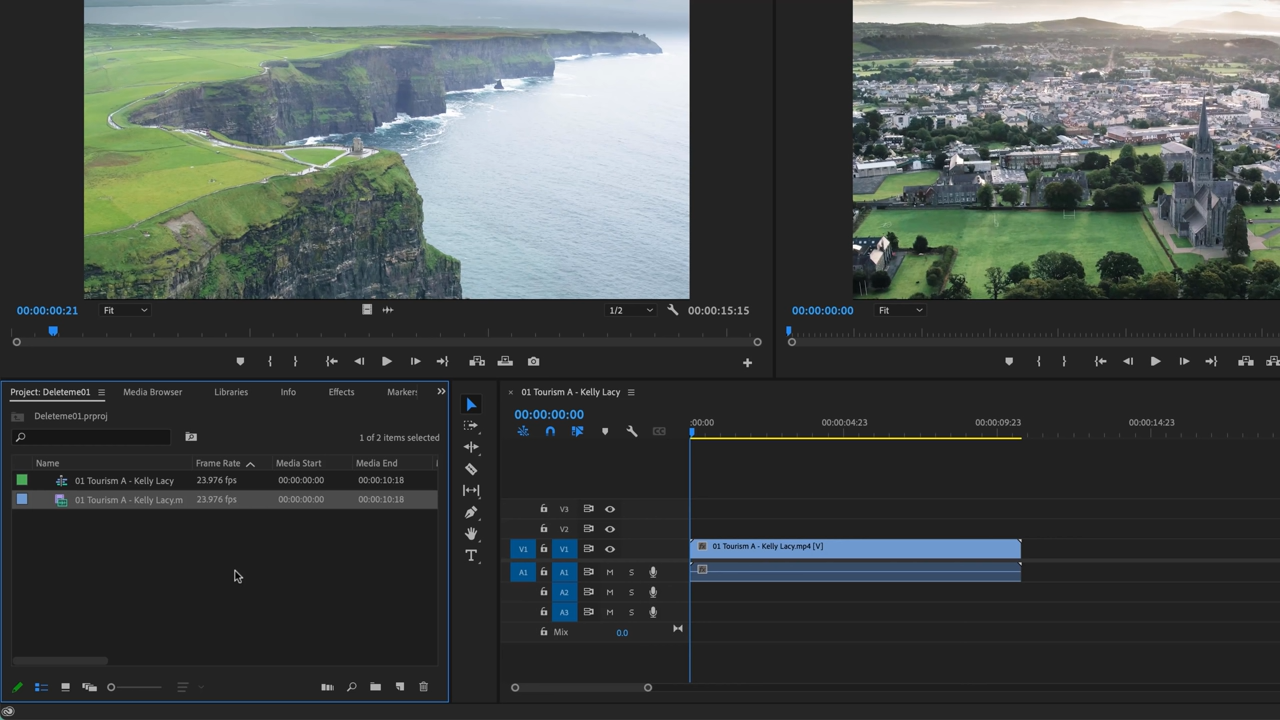 00:00:00:21 Fit 1/2 00:00:15:15
00:00:00:00 Fit
Project: Deleteme01 Media Browser Libraries Info Effects Markers
Deleteme01.prproj
1 of 2 items selected
Name Frame Rate Media Start Media End
01 Tourism A - Kelly Lacy 23.976 fps 00:00:00:00 00:00:10:18
01 Tourism A - Kelly Lacy.m 23.976 fps 00:00:00:00 00:00:10:18
01 Tourism A - Kelly Lacy
00:00:00:00
:00:00 00:00:04:23 00:00:09:23 00:00:14:23
V3
V2
V1 V1 01 Tourism A - Kelly Lacy.mp4 [V]
A1 A1 M S
A2 M S
A3 M S
Mix 0.0